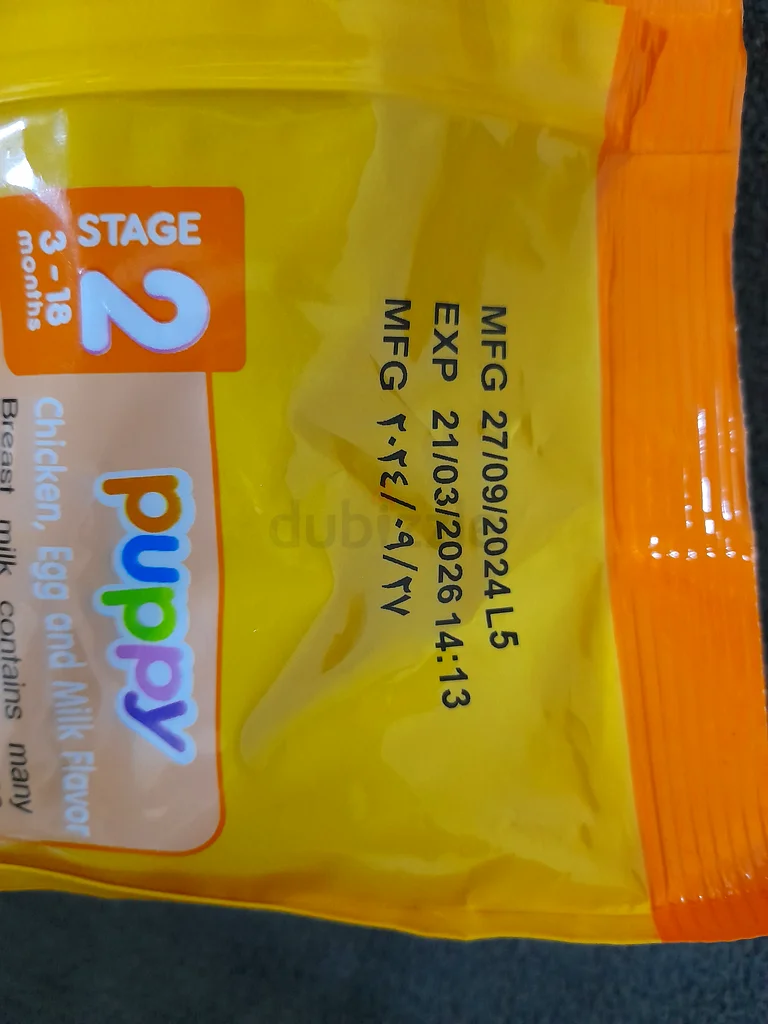 MFG 27/09/2024 L5
EXP 21/03/2026 14:13
MFG ٢٠٢٤/٠٩/٢٧
STAGE
2
3 - 18
months
puppy
Chicken, Egg and Milk Flavor
Breast milk contains many
dubizzle